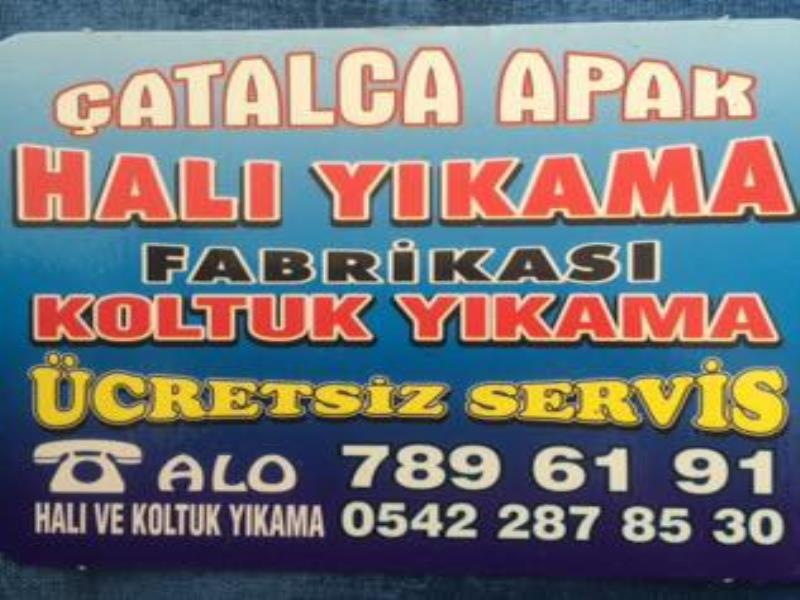 ÇATALCA APAK
HALI YIKAMA
FABRİKASI
KOLTUK YIKAMA
ÜCRETSİZ SERVİS
ALO 789 61 91
HALI VE KOLTUK YIKAMA 0542 287 85 30